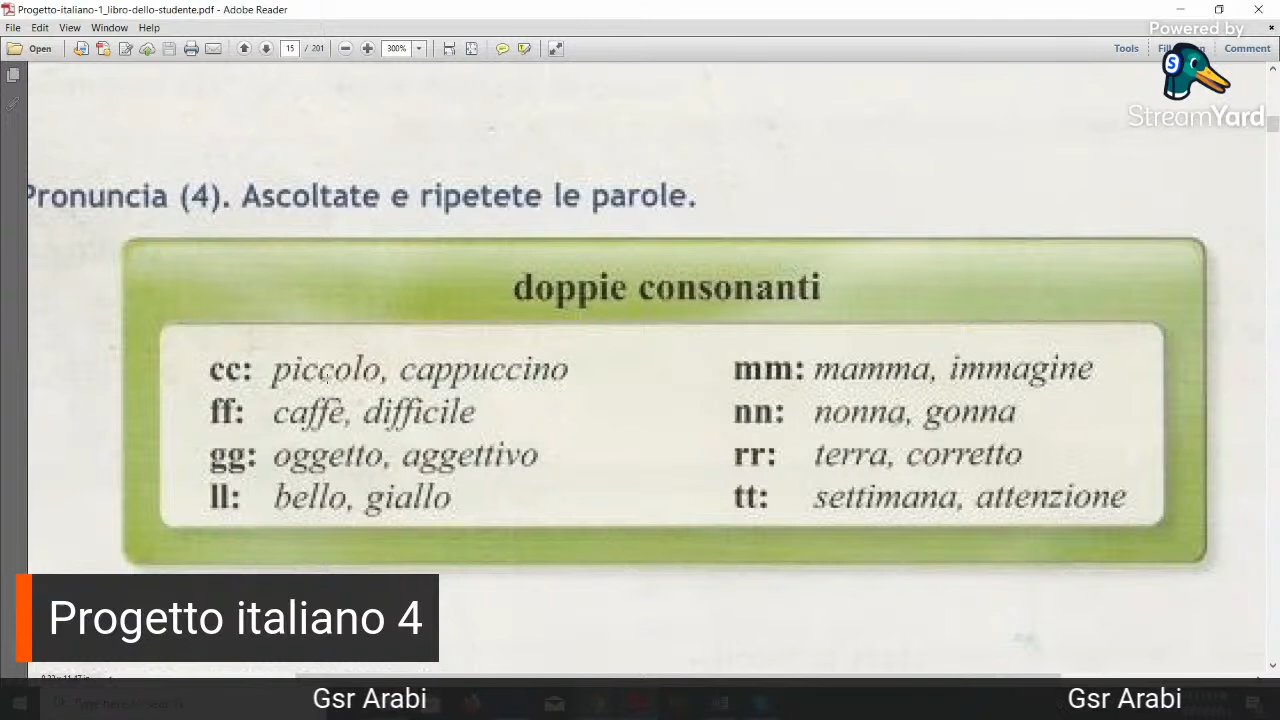 Progetto-italiano-1_libro-dello-studente.pdf - Adobe Reader
File Edit View Window Help
Open 15 / 201 300% Tools Comment
Powered by
StreamYard
Pronuncia (4). Ascoltate e ripetete le parole.
doppie consonanti
cc: piccolo, cappuccino
ff: caffè, difficile
gg: oggetto, aggettivo
ll: bello, giallo
mm: mamma, immagine
nn: nonna, gonna
rr: terra, corretto
tt: settimana, attenzione
Progetto italiano 4
Gsr Arabi Gsr Arabi